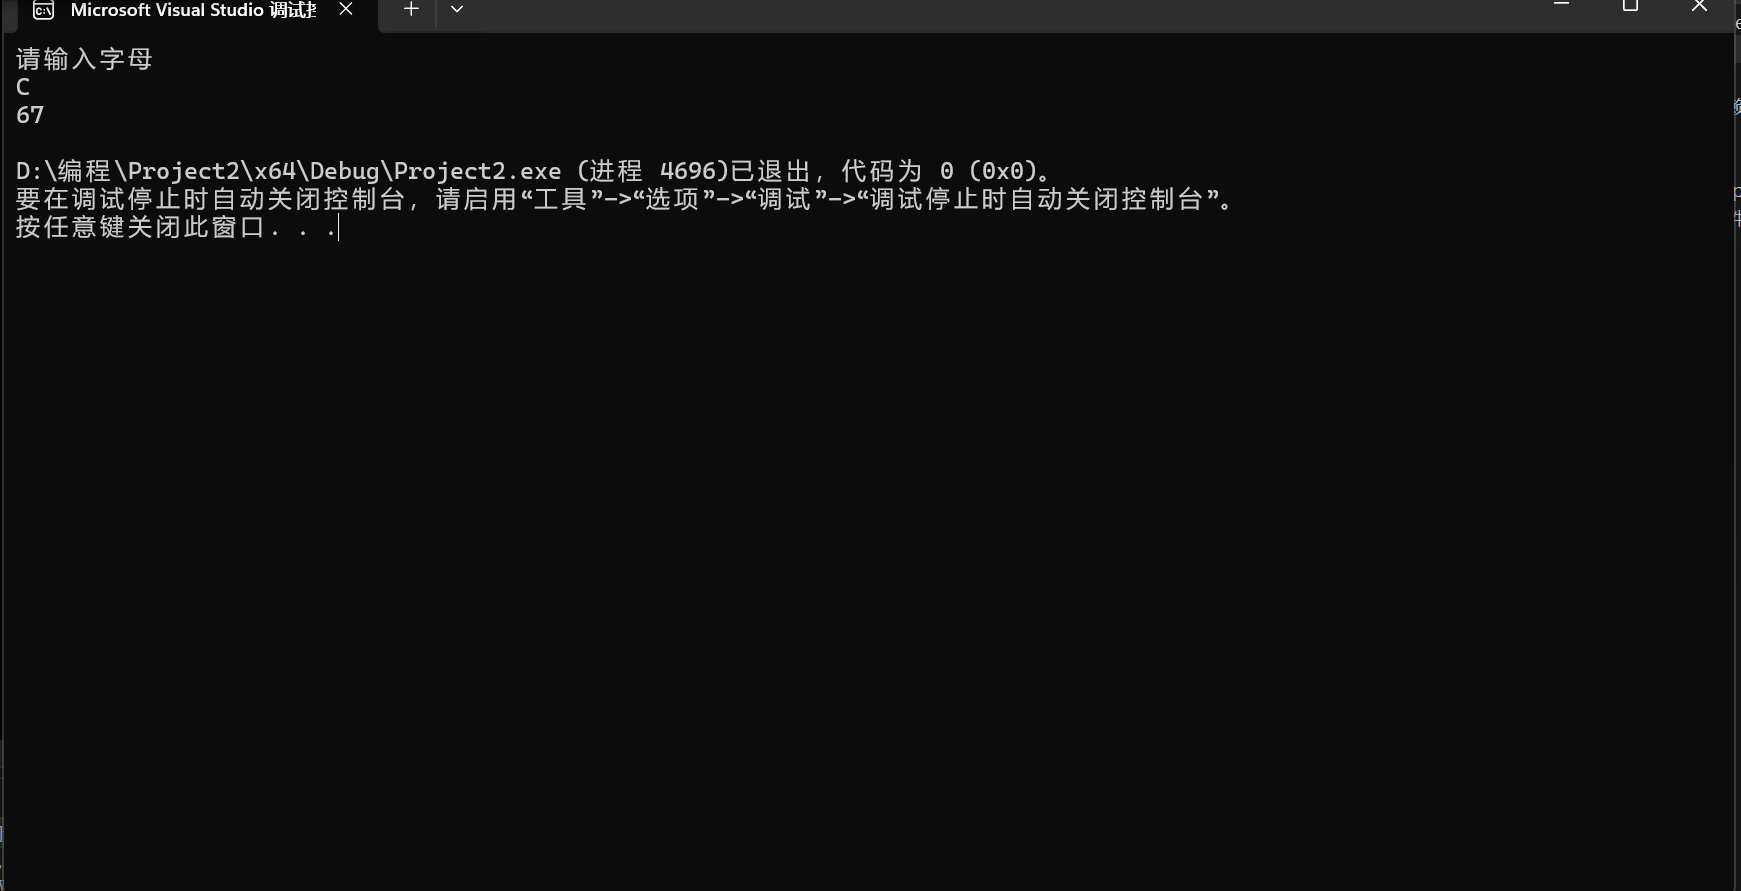 Microsoft Visual Studio 调试
请输入字母
C
67
D:\编程\Project2\x64\Debug\Project2.exe (进程 4696)已退出，代码为 0 (0x0)。
要在调试停止时自动关闭控制台，请启用“工具”->“选项”->“调试”->“调试停止时自动关闭控制台”。
按任意键关闭此窗口. . .